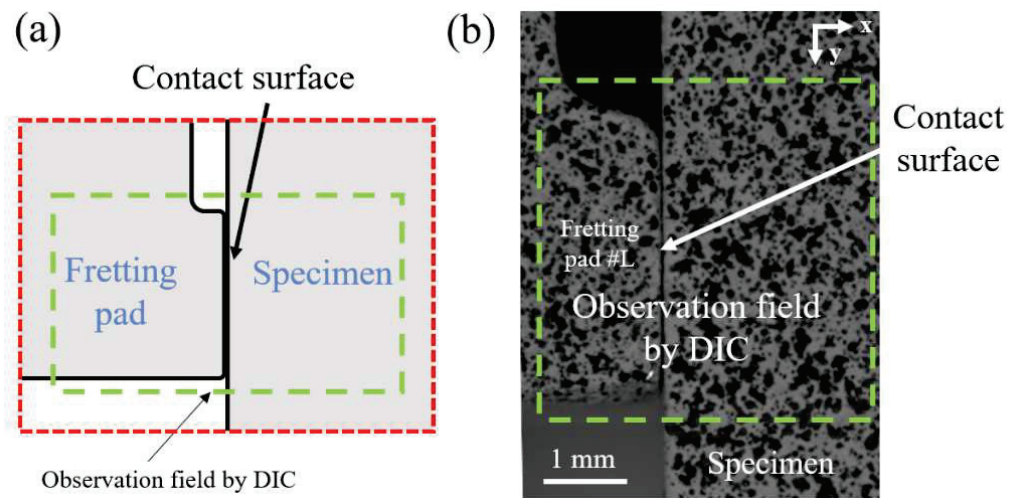 (a)
Contact surface
Fretting
pad
Specimen
Observation field by DIC
(b)
x
y
Contact
surface
Fretting
pad #L
Observation field
by DIC
1 mm
Specimen